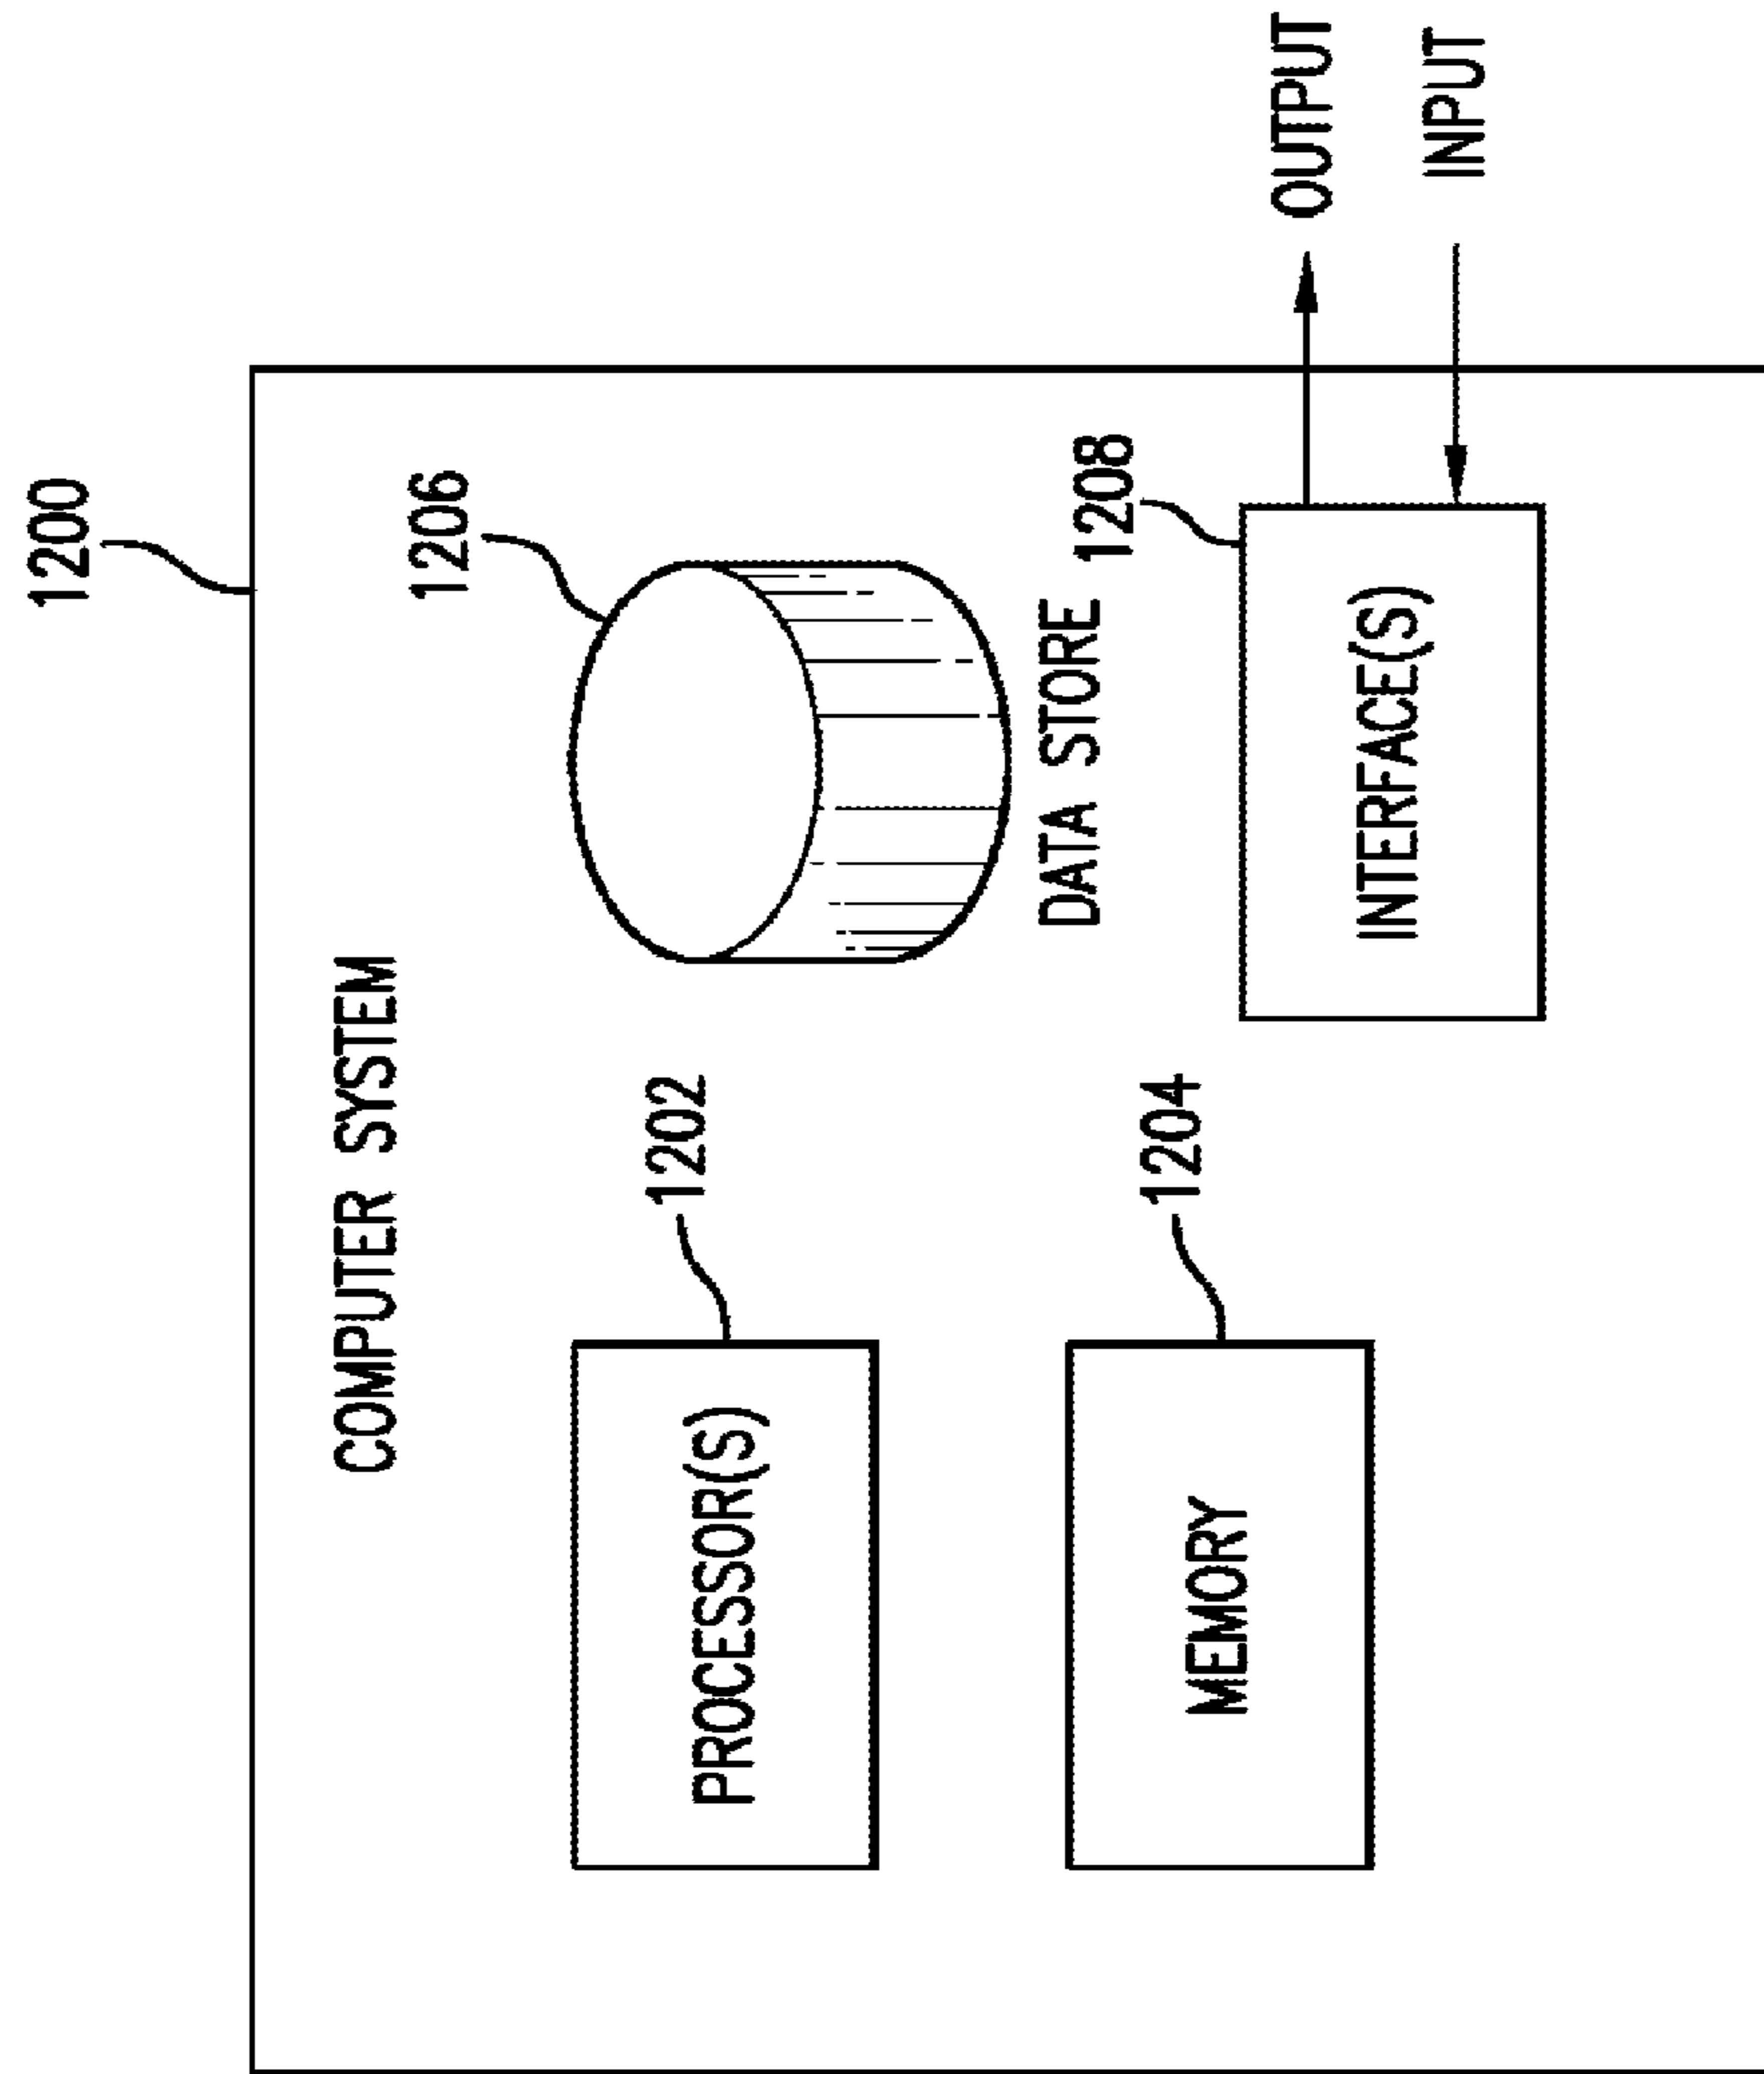 1200
COMPUTER SYSTEM
1206
1202
PROCESSOR(S)
DATA STORE
1204
MEMORY
1208
INTERFACE(S)
OUTPUT
INPUT